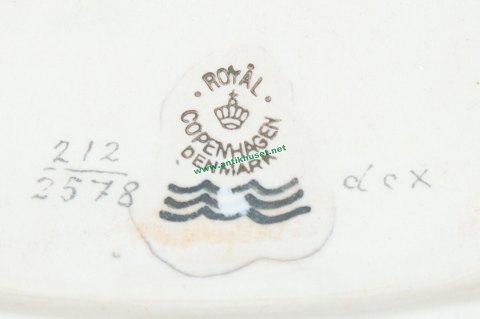 · ROYAL ·
COPENHAGEN
DENMARK
www.antikhuset.net
212
2578
dcx